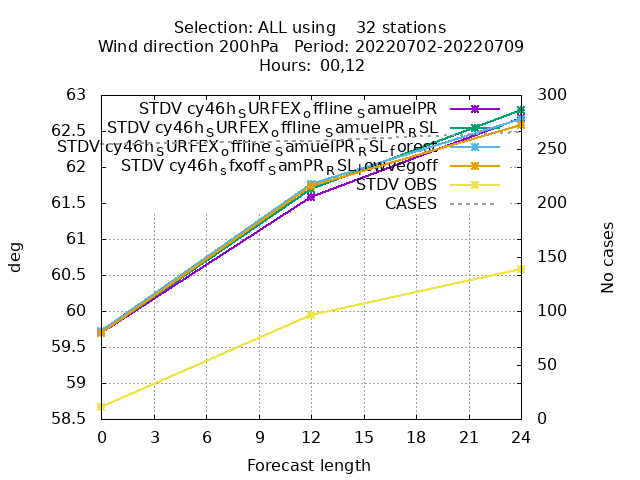 Selection: ALL using    32 stations
Wind direction 200hPa   Period: 20220702-20220709
Hours: 00,12
63
62.5
62
61.5
61
60.5
60
59.5
59
58.5
300
250
200
150
100
50
0
0 3 6 9 12 15 18 21 24
deg
No cases
Forecast length
STDV cy46h_SURFEX_offline_SamuelPR
STDV cy46h_SURFEX_offline_SamuelPR_RSL
STDV cy46h_SURFEX_offline_SamuelPR_RSL_forest
STDV cy46h_sfxoff_SamPR_RSL_lowvegoff
STDV OBS
CASES